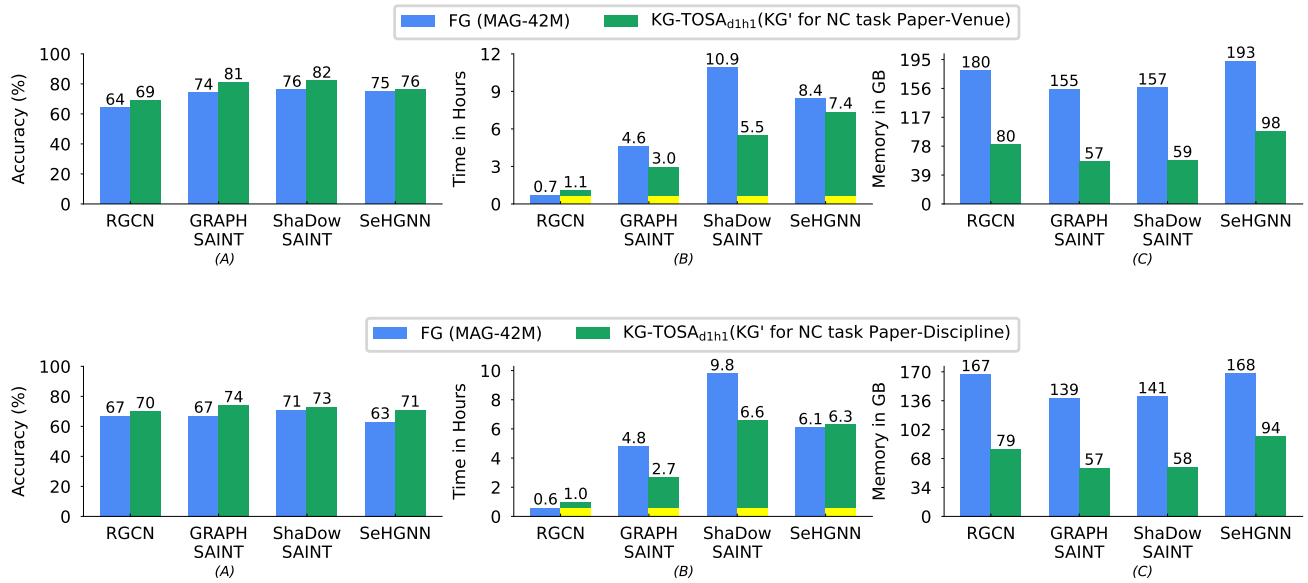 FG (MAG-42M) KG-TOSA_d1h1(KG' for NC task Paper-Venue)
Accuracy (%)
100
80
60
40
20
0
64 69 74 81 76 82 75 76
RGCN GRAPH SAINT ShaDow SAINT SeHGNN
(A)
Time in Hours
12
9
6
3
0
0.7 1.1 4.6 3.0 10.9 5.5 8.4 7.4
RGCN GRAPH SAINT ShaDow SAINT SeHGNN
(B)
Memory in GB
195
156
117
78
39
0
180 80 155 57 157 59 193 98
RGCN GRAPH SAINT ShaDow SAINT SeHGNN
(C)
FG (MAG-42M) KG-TOSA_d1h1(KG' for NC task Paper-Discipline)
Accuracy (%)
100
80
60
40
20
0
67 70 67 74 71 73 63 71
RGCN GRAPH SAINT ShaDow SAINT SeHGNN
(A)
Time in Hours
10
8
6
4
2
0
0.6 1.0 4.8 2.7 9.8 6.6 6.1 6.3
RGCN GRAPH SAINT ShaDow SAINT SeHGNN
(B)
Memory in GB
170
136
102
68
34
0
167 79 139 57 141 58 168 94
RGCN GRAPH SAINT ShaDow SAINT SeHGNN
(C)